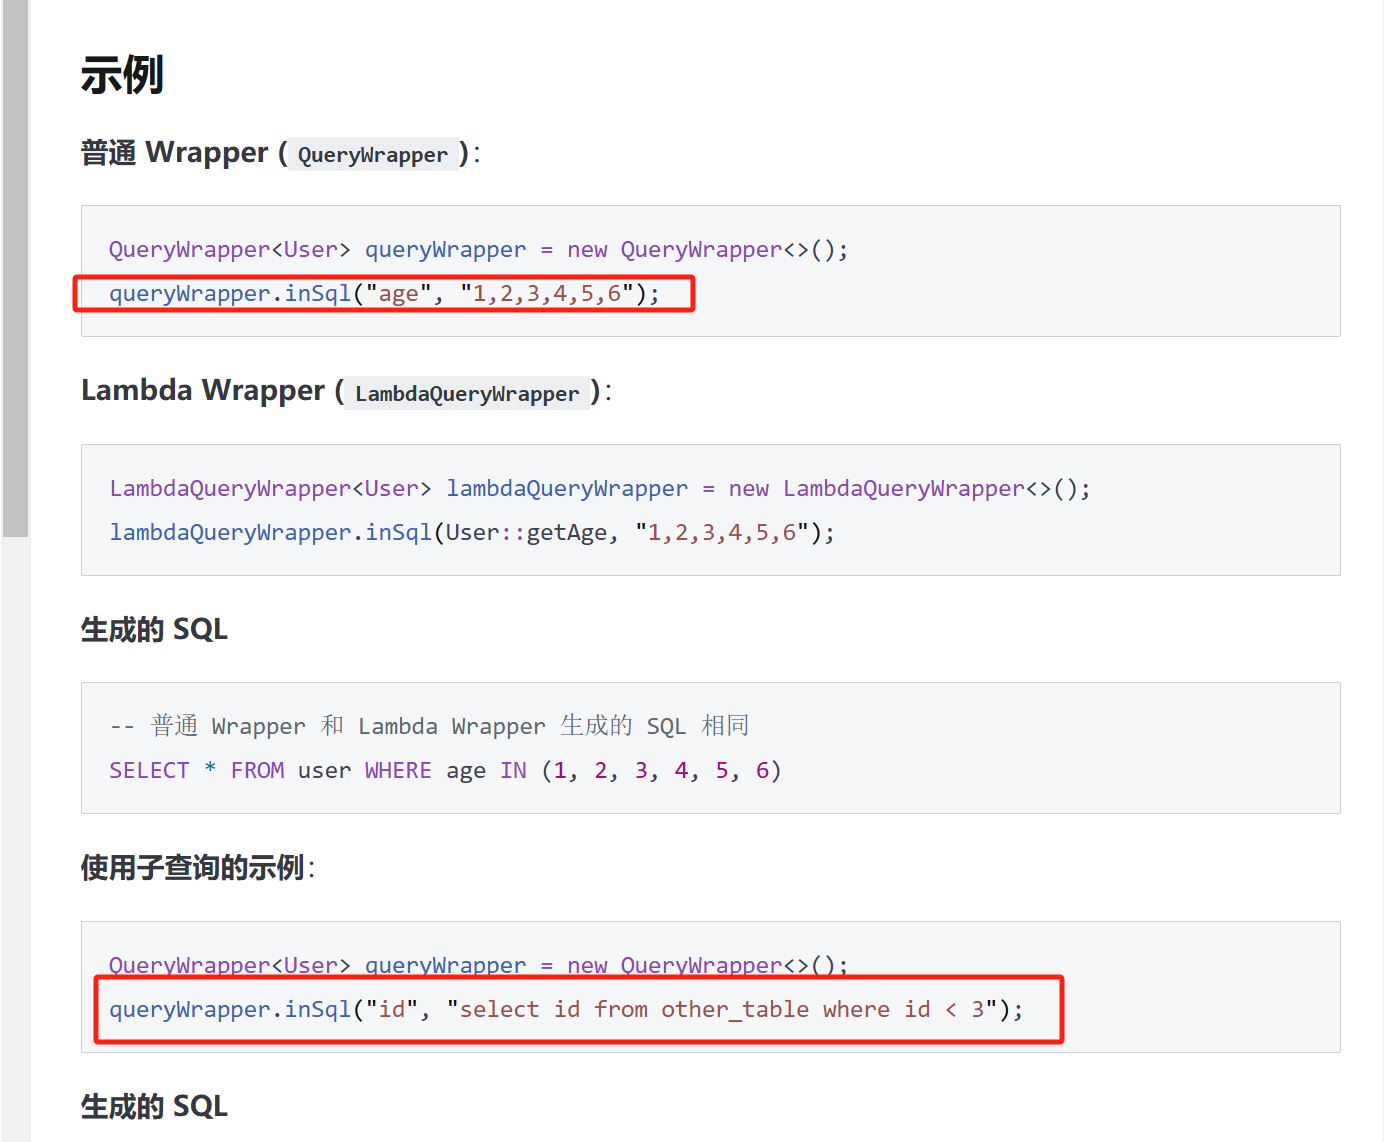 示例
普通 Wrapper (QueryWrapper):
QueryWrapper<User> queryWrapper = new QueryWrapper<>();
queryWrapper.inSql("age", "1,2,3,4,5,6");
Lambda Wrapper (LambdaQueryWrapper):
LambdaQueryWrapper<User> lambdaQueryWrapper = new LambdaQueryWrapper<>();
lambdaQueryWrapper.inSql(User::getAge, "1,2,3,4,5,6");
生成的 SQL
-- 普通 Wrapper 和 Lambda Wrapper 生成的 SQL 相同
SELECT * FROM user WHERE age IN (1, 2, 3, 4, 5, 6)
使用子查询的示例:
QueryWrapper<User> queryWrapper = new QueryWrapper<>();
queryWrapper.inSql("id", "select id from other_table where id < 3");
生成的 SQL